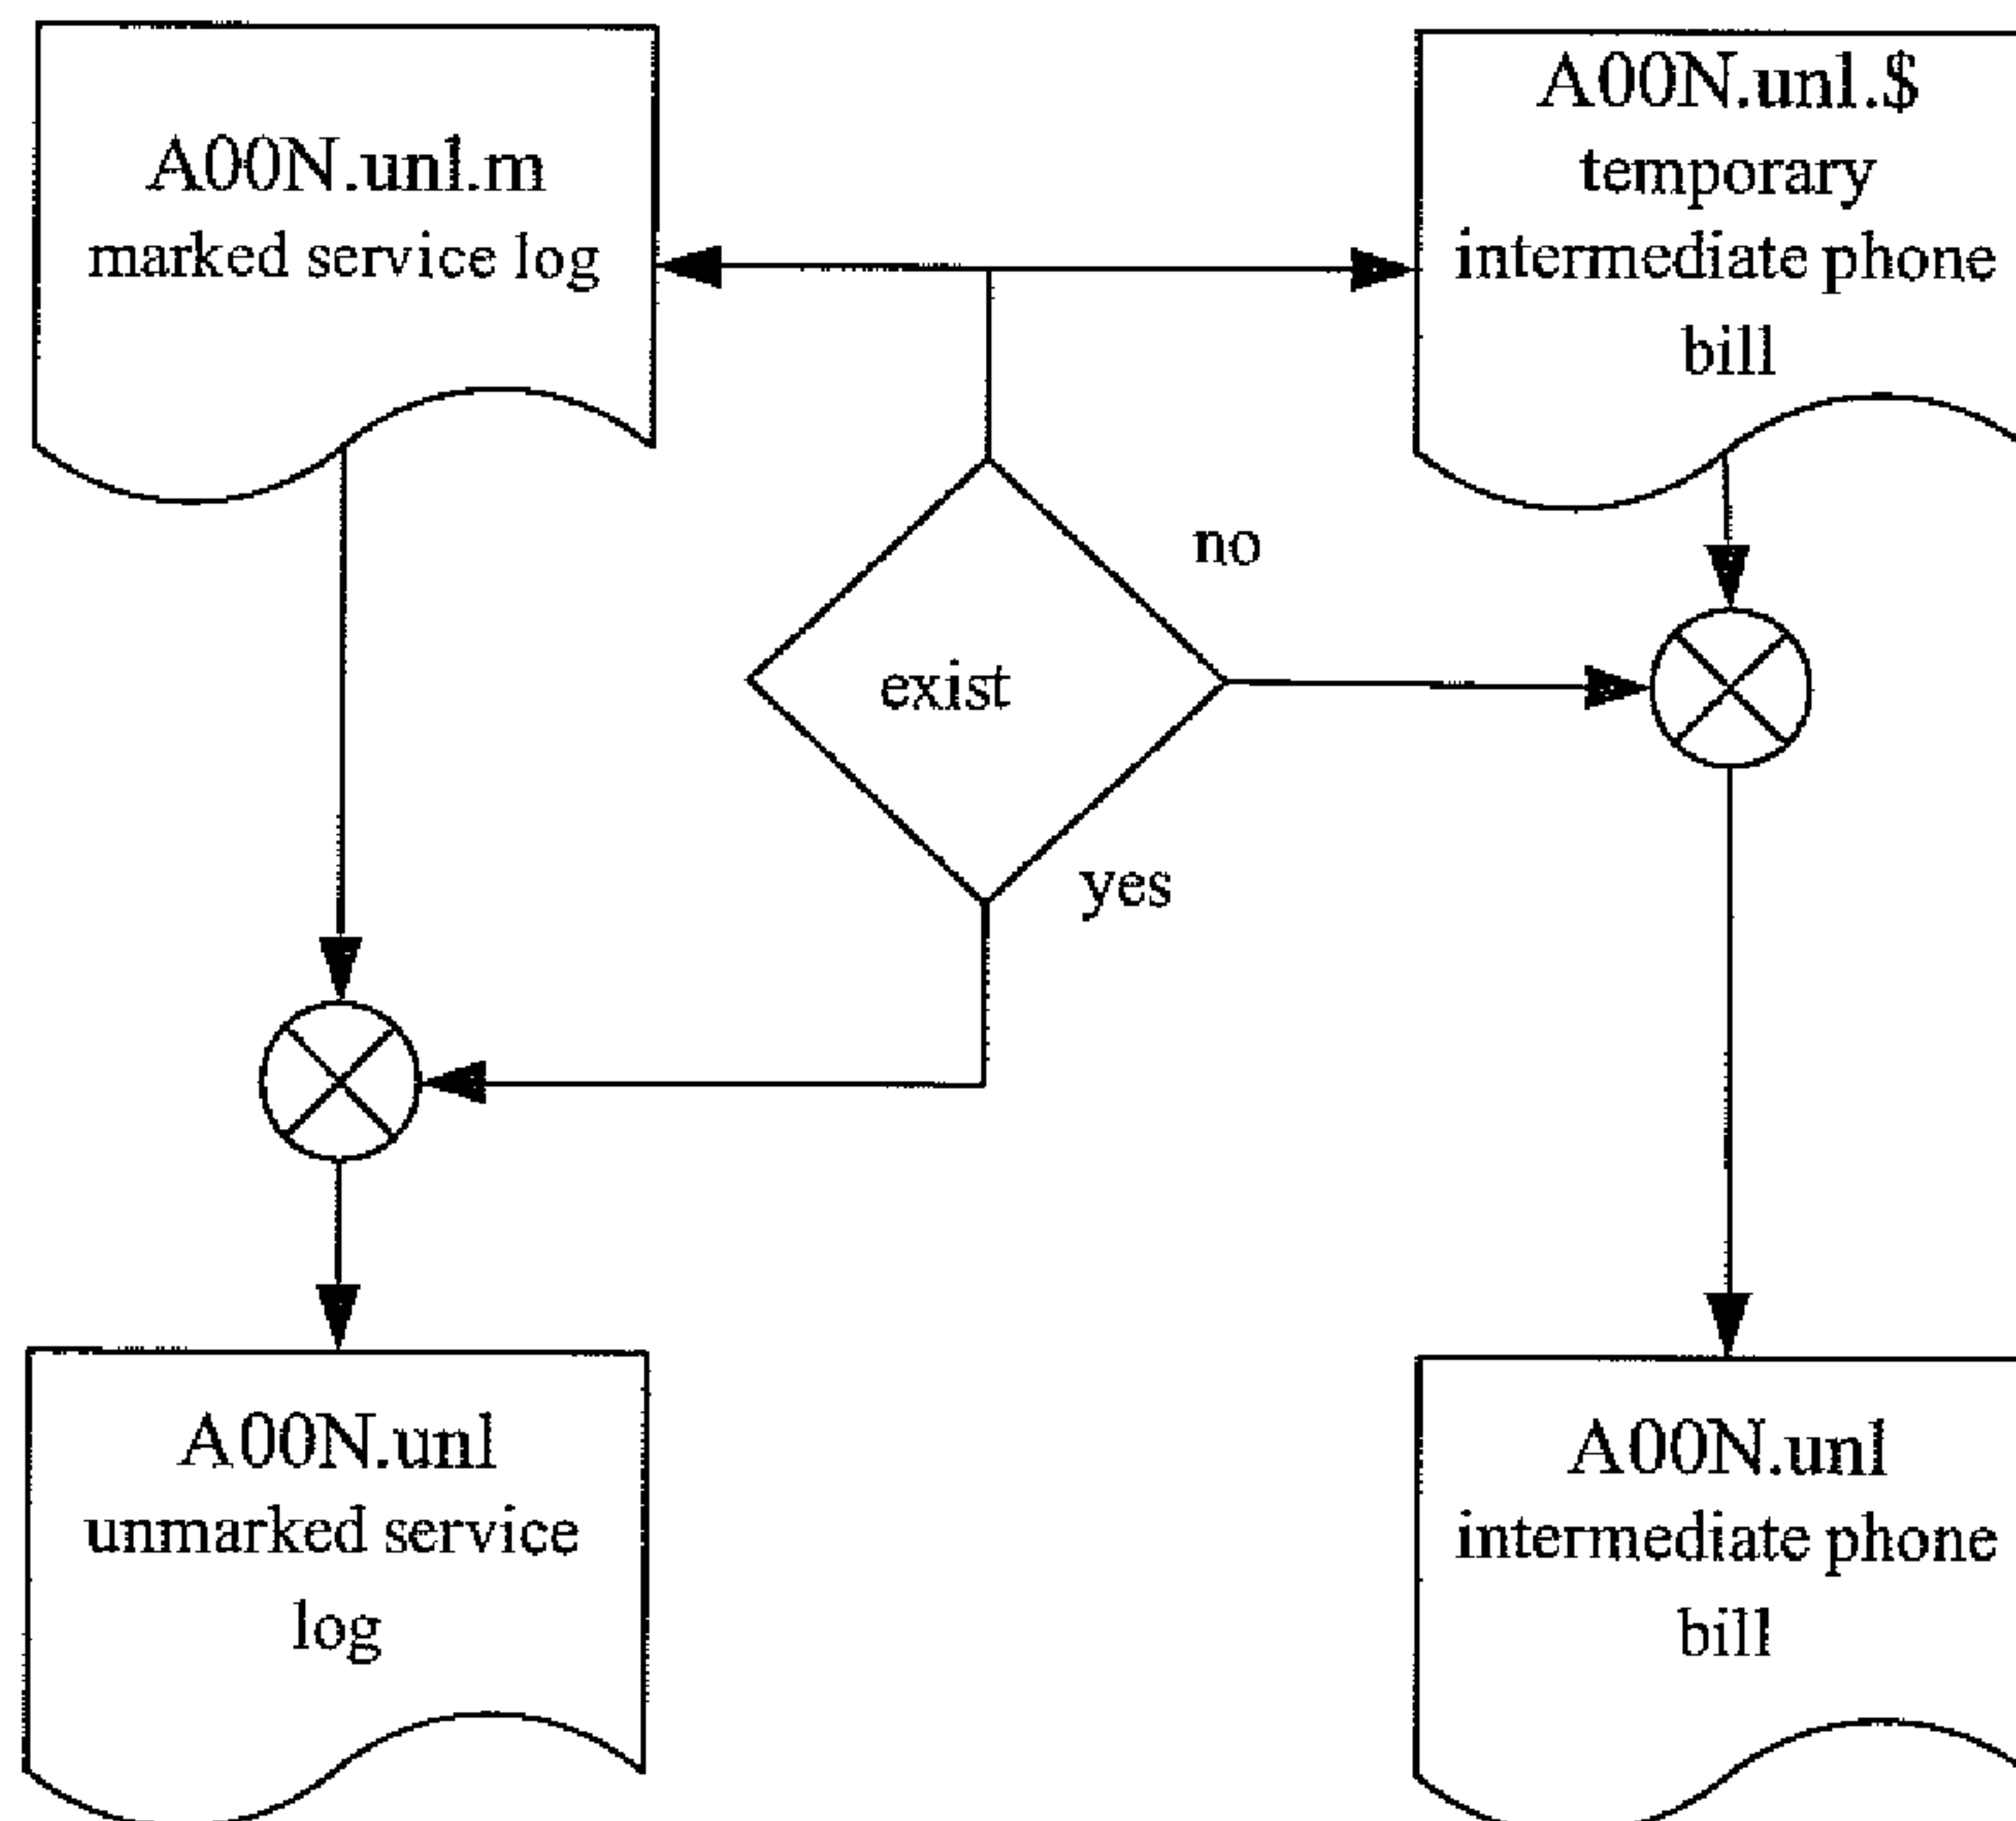 A00N.unl.m
marked service log
A00N.unl.$
temporary
intermediate phone
bill
no
exist
yes
A00N.unl
unmarked service
log
A00N.unl
intermediate phone
bill